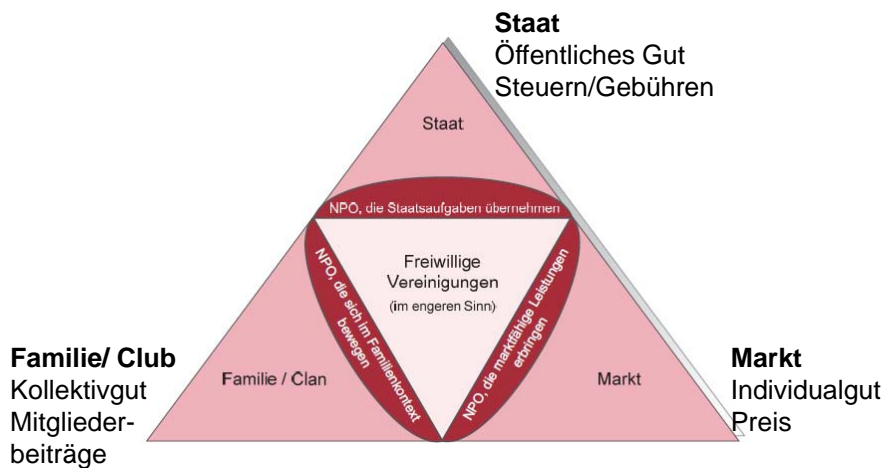 Staat
Öffentliches Gut
Steuern/Gebühren
Staat
NPO, die Staatsaufgaben übernehmen
Freiwillige
Vereinigungen
(im engeren Sinn)
NPO, die sich im Familienkontext
bewegen
NPO, die marktfähige Leistungen
erbringen
Familie/ Club
Kollektivgut
Mitglieder-
beiträge
Familie / Clan
Markt
Markt
Individualgut
Preis